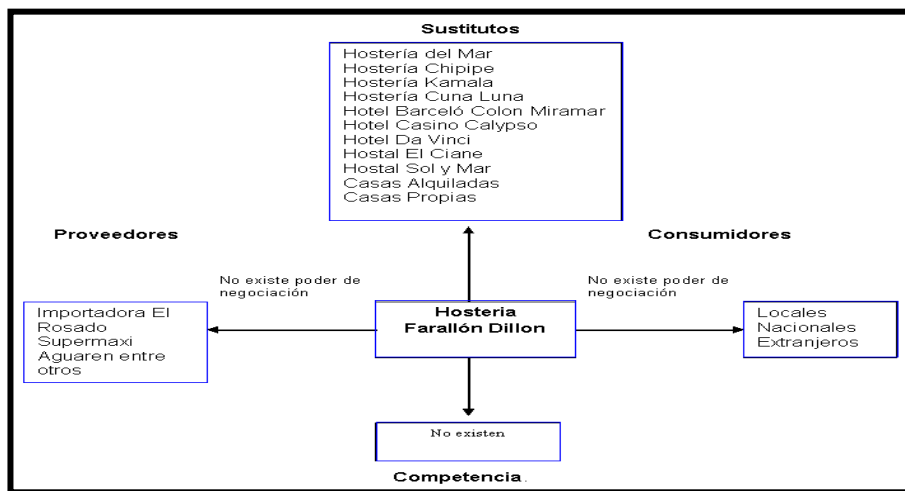 Sustitutos
Hostería del Mar
Hostería Chipipe
Hostería Kamala
Hostería Cuna Luna
Hotel Barceló Colon Miramar
Hotel Casino Calypso
Hotel Da Vinci
Hostal El Ciane
Hostal Sol y Mar
Casas Alquiladas
Casas Propias
Proveedores
Consumidores
No existe poder de
negociación
No existe poder de
negociación
Importadora El
Rosado
Supermaxi
Aguaren entre
otros
Hosteria
Farallón Dillon
Locales
Nacionales
Extranjeros
No existen
Competencia.